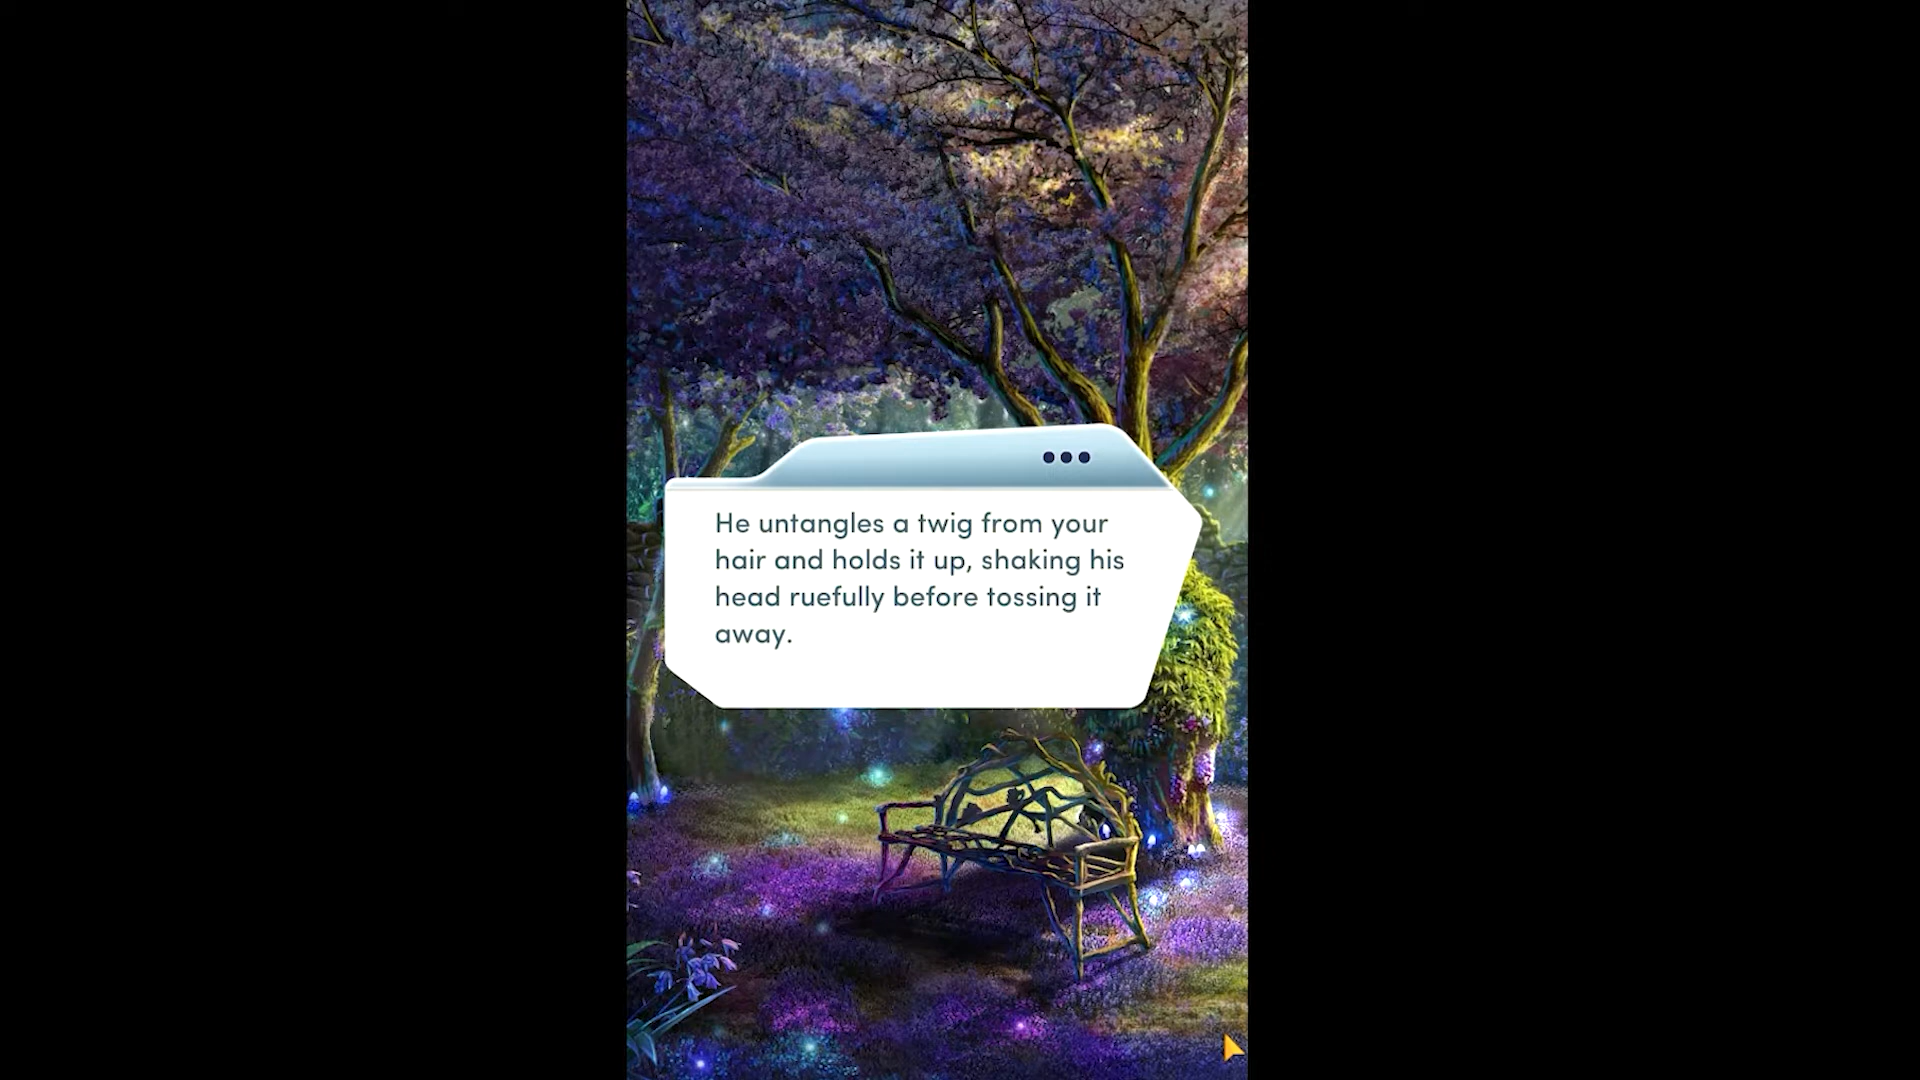 He untangles a twig from your
hair and holds it up, shaking his
head ruefully before tossing it
away.